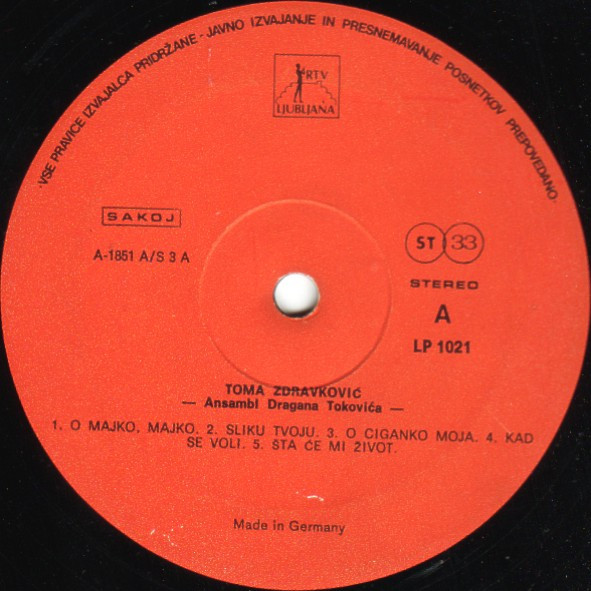 ·VSE PRAVICE IZVAJALCA PRIDRŽANE - JAVNO IZVAJANJE IN PRESNEMAVANJE POSNETKOV PREPOVEDANO·
RTV
LJUBLJANA
SAKOJ
A-1851 A/S 3 A
ST 33
STEREO
A
LP 1021
TOMA ZDRAVKOVIĆ
— Ansambl Dragana Tokovića —
1. O MAJKO, MAJKO. 2. SLIKU TVOJU. 3. O CIGANKO MOJA. 4. KAD
SE VOLI. 5. ŠTA ĆE MI ŽIVOT.
Made in Germany